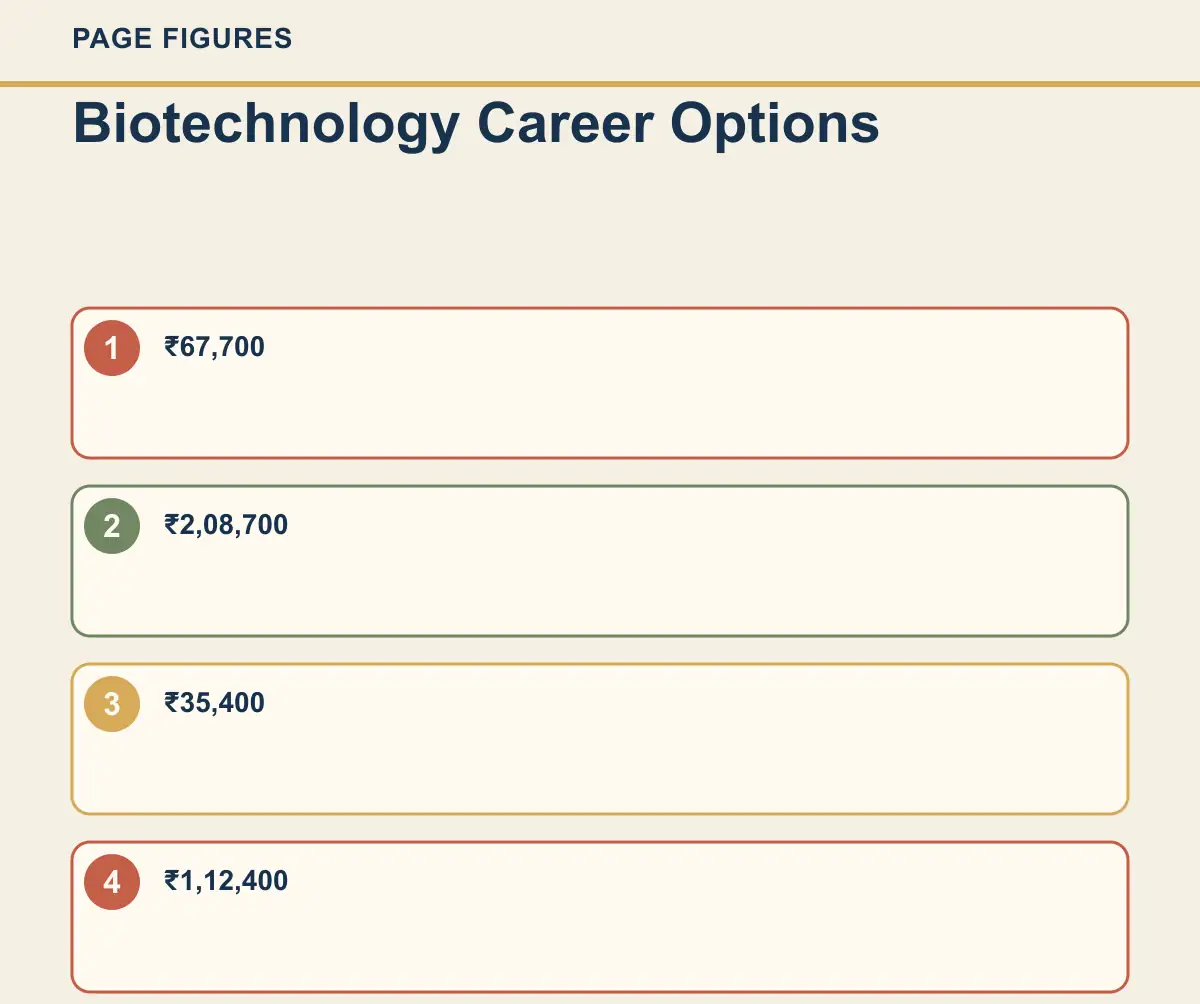 PAGE FIGURES
Biotechnology Career Options
1 ₹67,700
2 ₹2,08,700
3 ₹35,400
4 ₹1,12,400